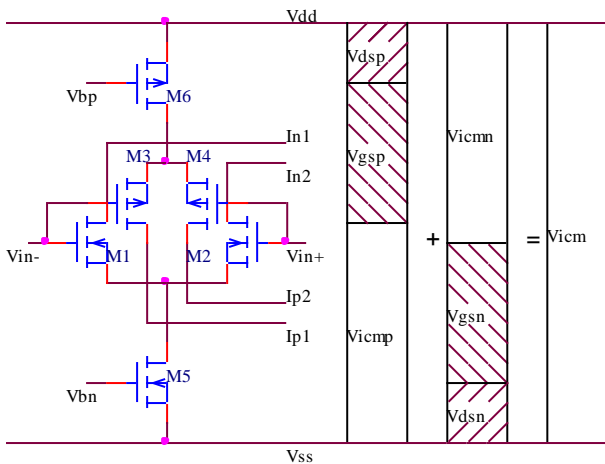 Vdd
Vdsp
Vbp
M6
Vgsp
In1
Vicmn
M3
M4
In2
+
=
Vicm
Vin-
M1
M2
Vin+
Ip2
Vgsn
Ip1
Vicmp
M5
Vbn
Vdsn
Vss